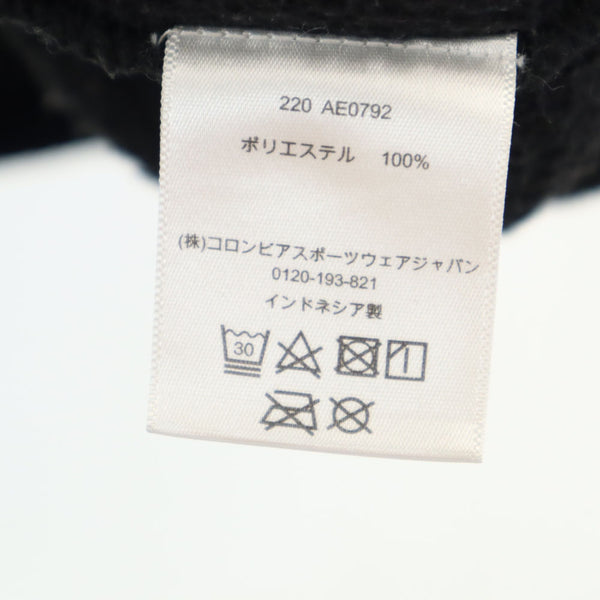 220 AE0792
ポリエステル 100%
(株)コロンビアスポーツウェアジャパン
0120-193-821
インドネシア製
30